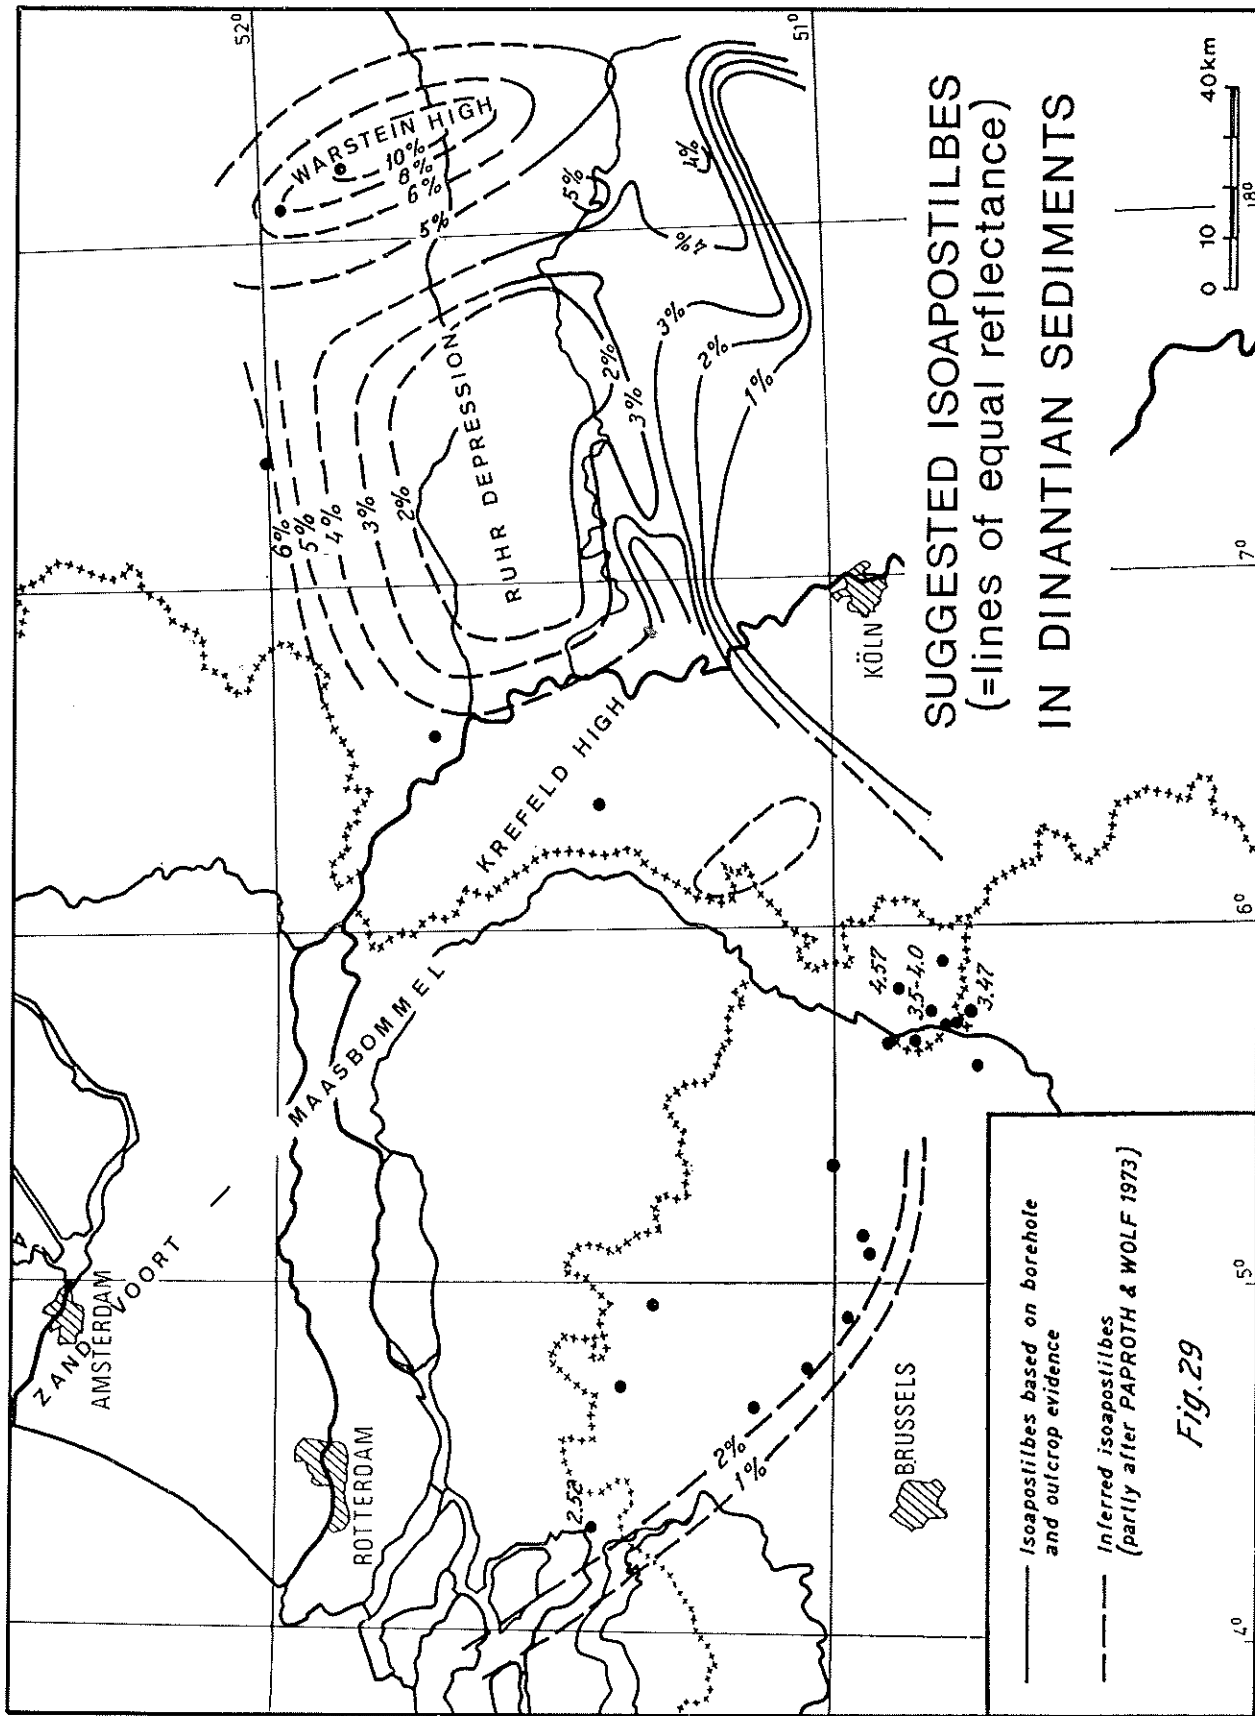 SUGGESTED ISOAPOSTILBES
(=lines of equal reflectance)
IN DINANTIAN SEDIMENTS
0 10 40km
52°
51°
4°
5°
6°
7°
8°
ZAND VOORT
AMSTERDAM
ROTTERDAM
MAASBOMMEL
KREFELD HIGH
RUHR DEPRESSION
WARSTEIN HIGH
10%
8%
6%
5%
6%
5%
4%
3%
2%
5%
4%
4%
3%
2%
1%
2%
3%
KÖLN
BRUSSELS
2.52
2%
1%
4.57
3.5-4.0
3.47
Isoapostilbes based on borehole
and outcrop evidence
Inferred isoapostilbes
(partly after PAPROTH & WOLF 1973)
Fig.29